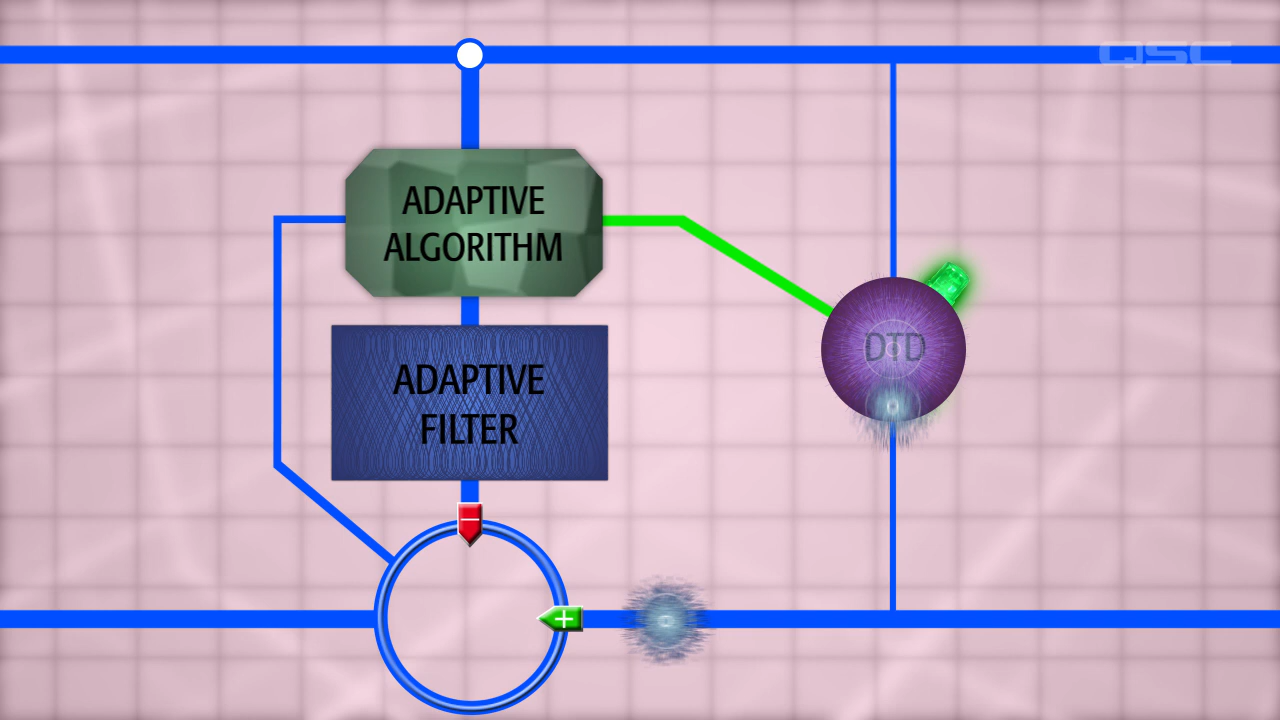 QSC
ADAPTIVE
ALGORITHM
DTD
ADAPTIVE
FILTER
−
+